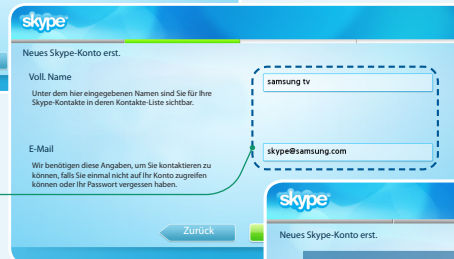 skype
Neues Skype-Konto erst.
Voll. Name
samsung tv
Unter dem hier eingegebenen Namen sind Sie für Ihre
Skype-Kontakte in deren Kontakte-Liste sichtbar.
E-Mail
skype@samsung.com
Wir benötigen diese Angaben, um Sie kontaktieren zu
können, falls Sie einmal nicht auf Ihr Konto zugreifen
können oder Ihr Passwort vergessen haben.
Zurück
skype
Neues Skype-Konto erst.